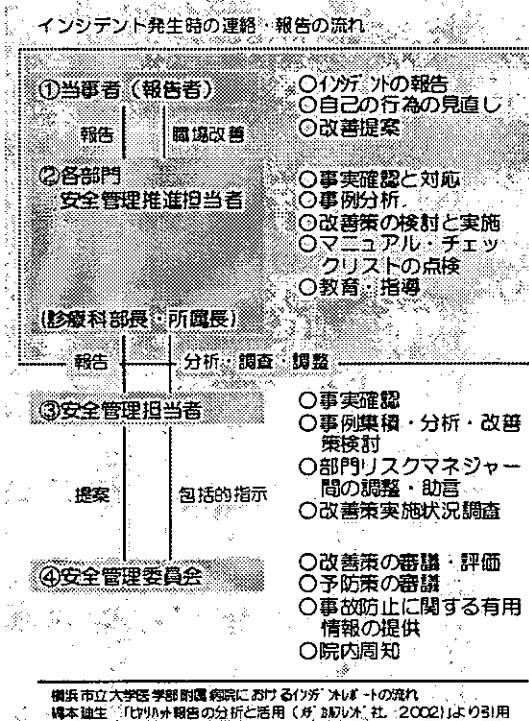 インシデント発生時の連絡・報告の流れ
①当事者（報告者）
○インシデントの報告
○自己の行為の見直し
○改善提案
報告
職場改善
②各部門
安全管理推進担当者
○事実確認と対応
○事例分析
○改善策の検討と実施
○マニュアル・チェッ
クリストの点検
○教育・指導
(診療科部長・所属長)
報告
分析・調査・調整
③安全管理担当者
○事実確認
○事例集積・分析・改善
策検討
○部門リスクマネジャー
間の調整・助言
○改善策実施状況調査
提案
包括的指示
④安全管理委員会
○改善策の審議・評価
○予防策の審議
○事故防止に関する有用
情報の提供
○院内周知
横浜市立大学医学部附属病院におけるインシデントレポートの流れ
橋本廸生 「ヒヤリハット報告の分析と活用（メヂカルフレンド社, 2002)」より引用